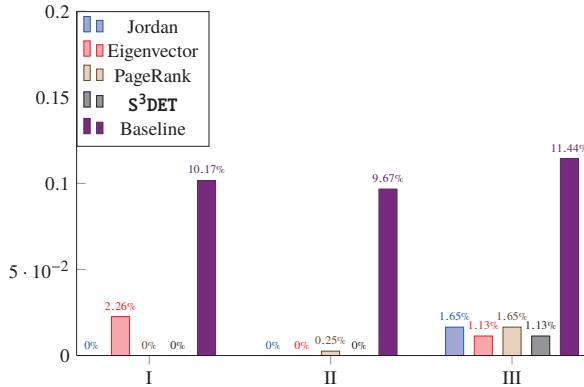 0.2
0.15
0.1
5 · 10⁻²
0
Jordan
Eigenvector
PageRank
S³DET
Baseline
0%
2.26%
0%
0%
10.17%
0%
0%
0.25%
0%
9.67%
1.65%
1.13%
1.65%
1.13%
11.44%
I
II
III